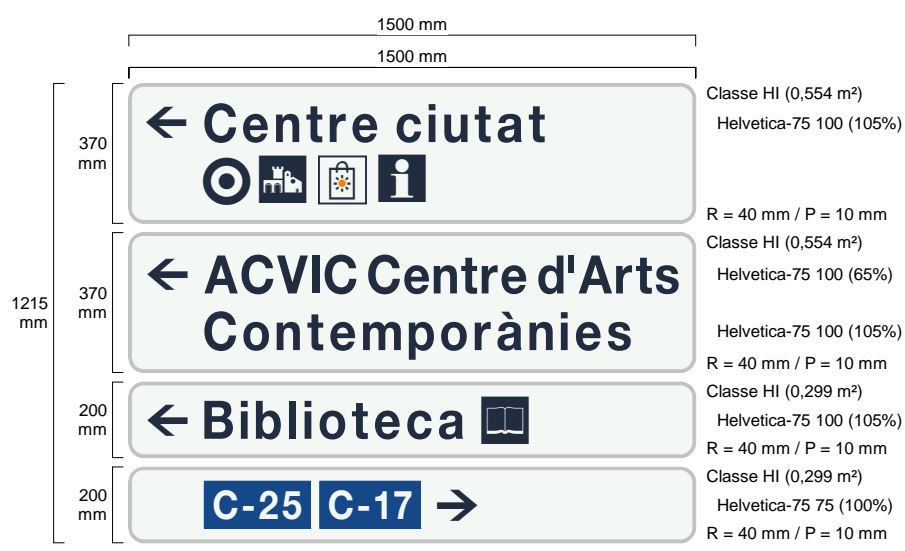 1500 mm
1500 mm
1215 mm
370 mm
← Centre ciutat
i
Classe HI (0,554 m²)
Helvetica-75 100 (105%)
R = 40 mm / P = 10 mm
370 mm
← ACVIC Centre d'Arts
Contemporànies
Classe HI (0,554 m²)
Helvetica-75 100 (65%)
Helvetica-75 100 (105%)
R = 40 mm / P = 10 mm
200 mm
← Biblioteca
Classe HI (0,299 m²)
Helvetica-75 100 (105%)
R = 40 mm / P = 10 mm
200 mm
C-25 C-17 →
Classe HI (0,299 m²)
Helvetica-75 75 (100%)
R = 40 mm / P = 10 mm